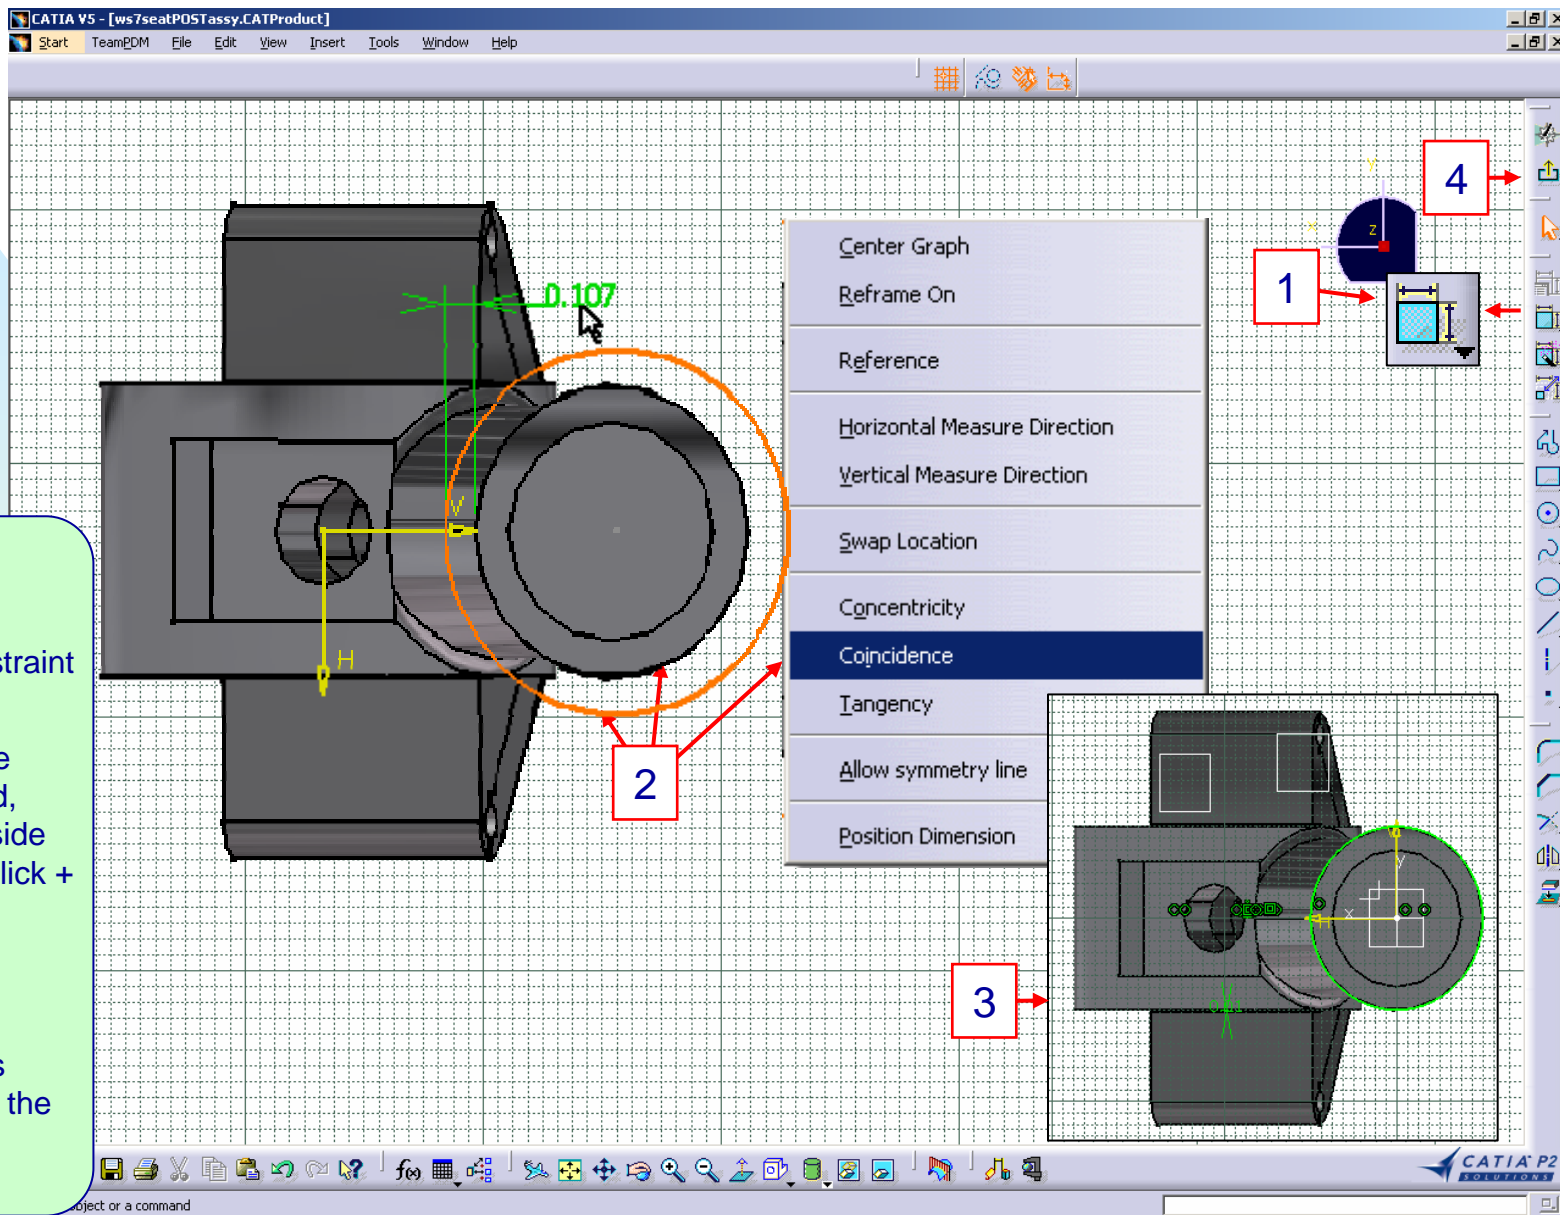 CATIA V5 - [ws7seatPOSTassy.CATProduct]
Start TeamPDM File Edit View Insert Tools Window Help
4
Y
X
Z
1
0.107
V
H
Center Graph
Reframe On
Reference
Horizontal Measure Direction
Vertical Measure Direction
Swap Location
Concentricity
Coincidence
Tangency
Allow symmetry line
Position Dimension
2
3
y
x
H
straint
e
d,
side
lick +
s
the
f(x)
CATIA P2
SOLUTIONS
object or a command